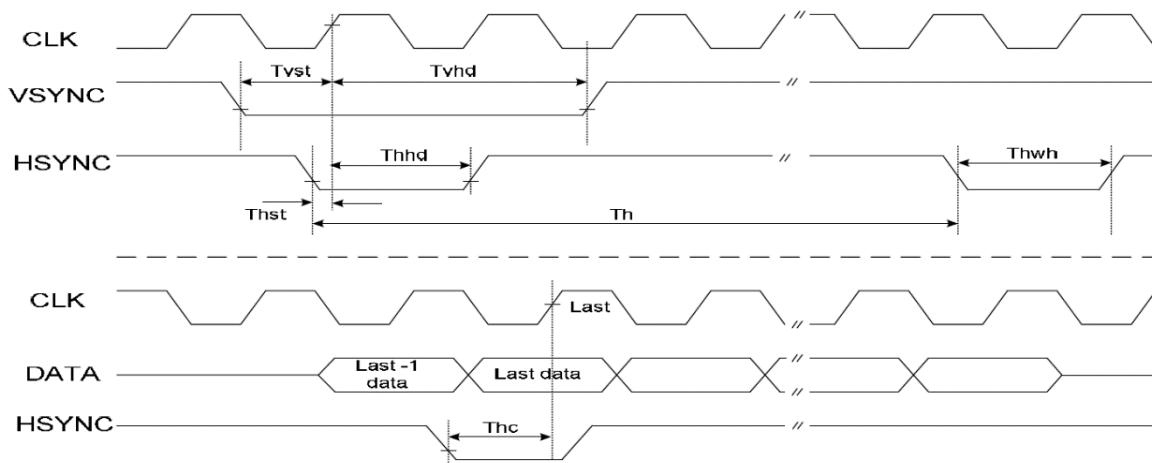 CLK
Tvst
Tvhd
VSYNC
HSYNC
Thhd
Thwh
Thst
Th
CLK
Last
DATA
Last -1
data
Last data
HSYNC
Thc